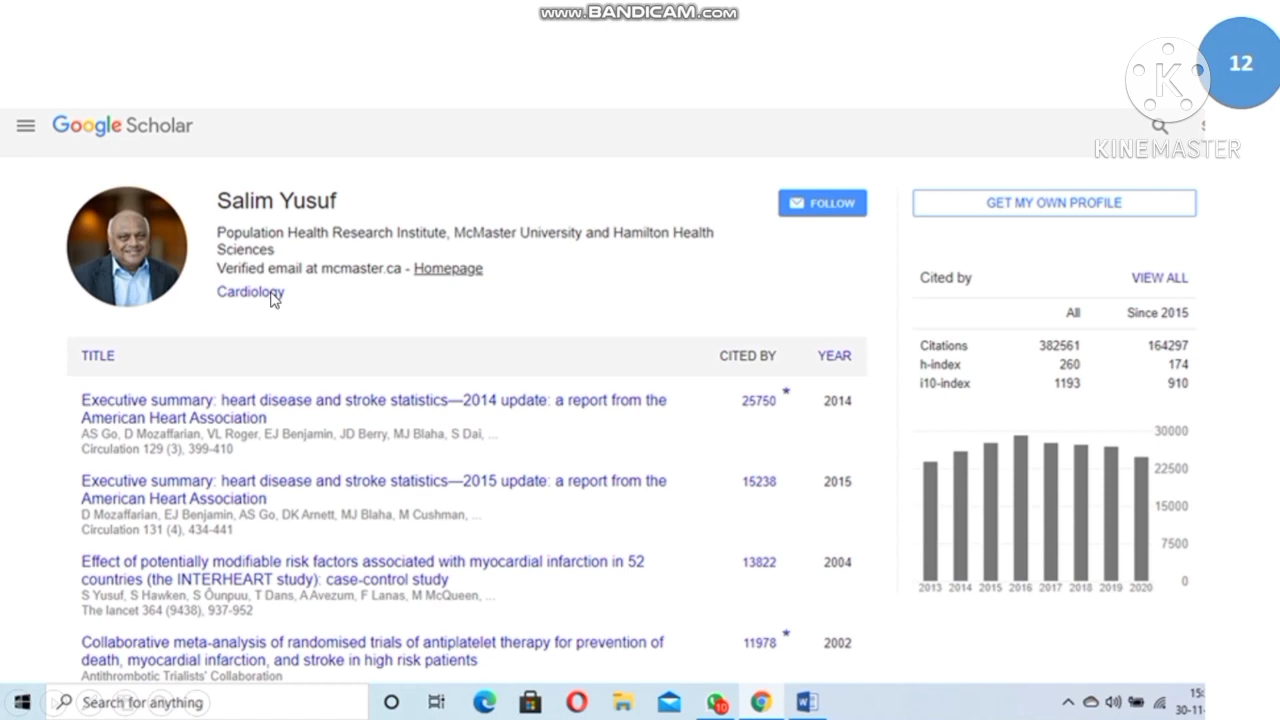 www.BANDICAM.com
12
K
KINEMASTER
Google Scholar
Salim Yusuf
FOLLOW
Population Health Research Institute, McMaster University and Hamilton Health
Sciences
Verified email at mcmaster.ca - Homepage
Cardiology
TITLE CITED BY YEAR
Executive summary: heart disease and stroke statistics—2014 update: a report from the 25750 * 2014
American Heart Association
AS Go, D Mozaffarian, VL Roger, EJ Benjamin, JD Berry, MJ Blaha, S Dai, ...
Circulation 129 (3), 399-410
Executive summary: heart disease and stroke statistics—2015 update: a report from the 15238 2015
American Heart Association
D Mozaffarian, EJ Benjamin, AS Go, DK Arnett, MJ Blaha, M Cushman, ...
Circulation 131 (4), 434-441
Effect of potentially modifiable risk factors associated with myocardial infarction in 52 13822 2004
countries (the INTERHEART study): case-control study
S Yusuf, S Hawken, S Ôunpuu, T Dans, A Avezum, F Lanas, M McQueen, ...
The lancet 364 (9438), 937-952
Collaborative meta-analysis of randomised trials of antiplatelet therapy for prevention of 11978 * 2002
death, myocardial infarction, and stroke in high risk patients
Antithrombotic Trialists' Collaboration
GET MY OWN PROFILE
Cited by VIEW ALL
All Since 2015
Citations 382561 164297
h-index 260 174
i10-index 1193 910
30000
22500
15000
7500
0
2013 2014 2015 2016 2017 2018 2019 2020
Search for anything
10
15:
30-11-